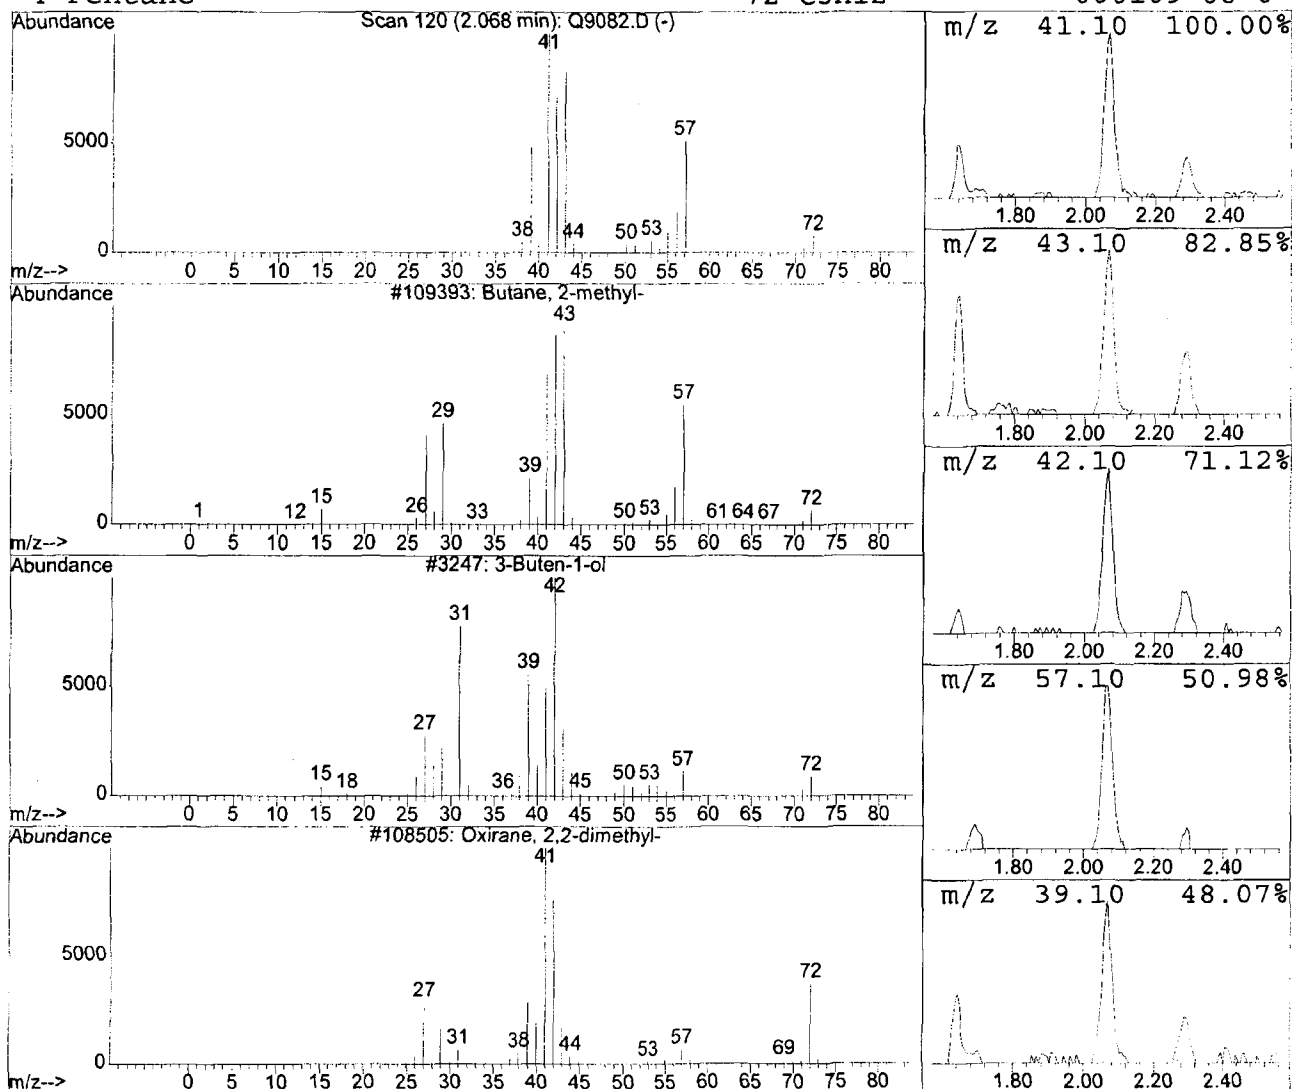 Abundance
Scan 120 (2.068 min): Q9082.D (-)
41
5000
57
38
44
50
53
72
0
m/z-->
0 5 10 15 20 25 30 35 40 45 50 55 60 65 70 75 80
Abundance
#109393: Butane, 2-methyl-
43
5000
57
29
39
1
12
15
26
33
50
53
61
64
67
72
0
m/z-->
0 5 10 15 20 25 30 35 40 45 50 55 60 65 70 75 80
Abundance
#3247: 3-Buten-1-ol
42
31
39
5000
27
15
18
36
45
50
53
57
72
0
m/z-->
0 5 10 15 20 25 30 35 40 45 50 55 60 65 70 75 80
Abundance
#108505: Oxirane, 2,2-dimethyl-
41
5000
72
27
31
38
44
53
57
69
0
m/z-->
0 5 10 15 20 25 30 35 40 45 50 55 60 65 70 75 80
m/z 41.10 100.00%
1.80 2.00 2.20 2.40
m/z 43.10 82.85%
1.80 2.00 2.20 2.40
m/z 42.10 71.12%
1.80 2.00 2.20 2.40
m/z 57.10 50.98%
1.80 2.00 2.20 2.40
m/z 39.10 48.07%
1.80 2.00 2.20 2.40